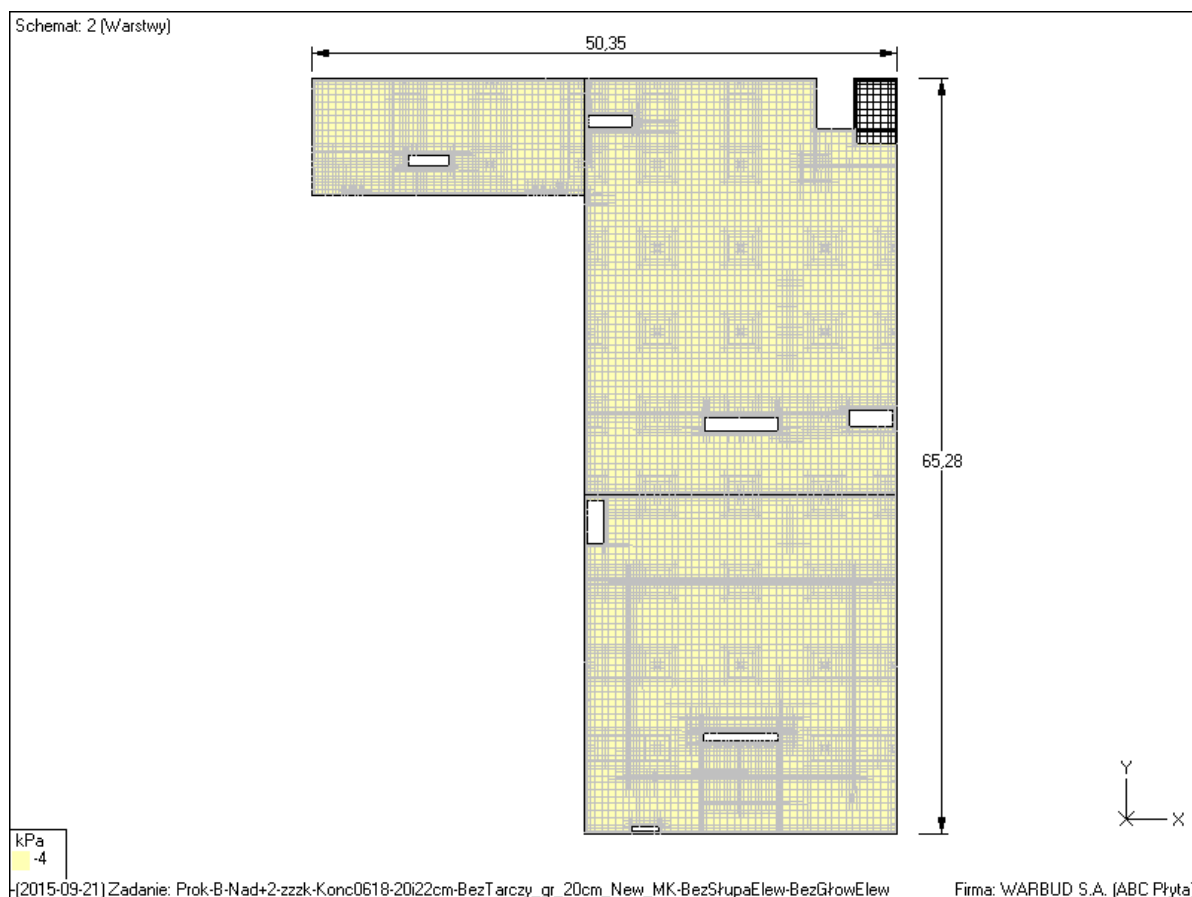 Schemat: 2 (Warstwy)
50,35
65,28
Y
X
kPa
-4
-(2015-09-21) Zadanie: Prok-B-Nad+2-zzzk-Konc0618-20i22cm-BezTarczy_gr_20cm_New_MK-BezSłupaElew-BezGłowElew Firma: WARBUD S.A. (ABC Płyta)